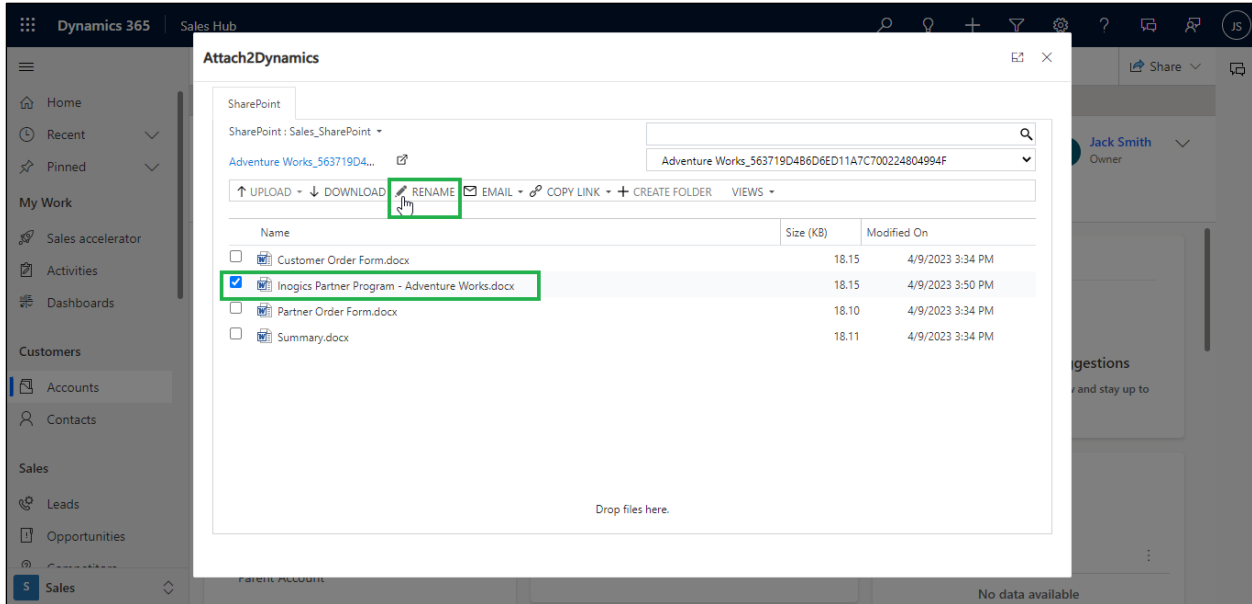 Dynamics 365 Sales Hub JS
Attach2Dynamics
Share
SharePoint
Home
SharePoint : Sales_SharePoint
Recent
Jack Smith
Adventure Works_563719D4... Adventure Works_563719D4B6D6ED11A7C700224804994F
Owner
Pinned
UPLOAD DOWNLOAD RENAME EMAIL COPY LINK CREATE FOLDER VIEWS
My Work
Name Size (KB) Modified On
Sales accelerator
Customer Order Form.docx 18.15 4/9/2023 3:34 PM
Activities
Inogics Partner Program - Adventure Works.docx 18.15 4/9/2023 3:50 PM
Dashboards
Partner Order Form.docx 18.10 4/9/2023 3:34 PM
Summary.docx 18.11 4/9/2023 3:34 PM
Customers
ggestions
Accounts
and stay up to
Contacts
Sales
Leads
Drop files here.
Opportunities
S Sales
Parent Account
No data available